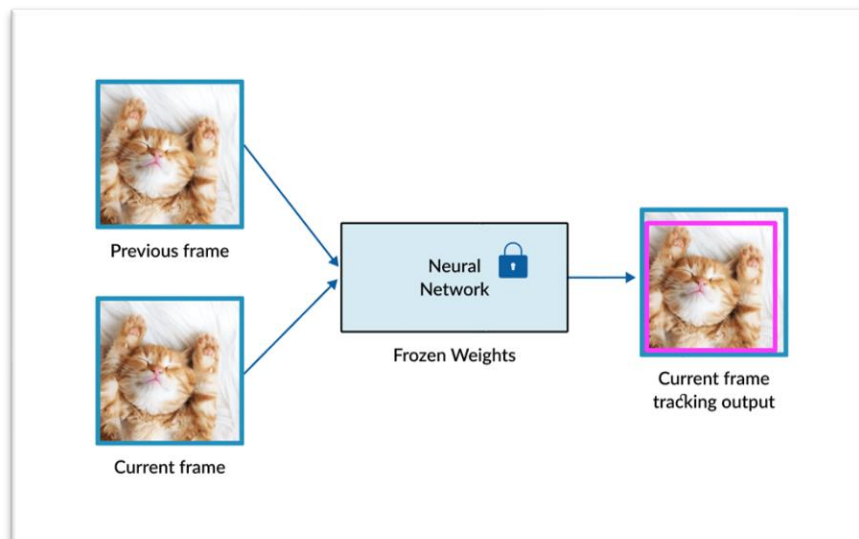 Previous frame
Neural
Network
Frozen Weights
Current frame
tracking output
Current frame